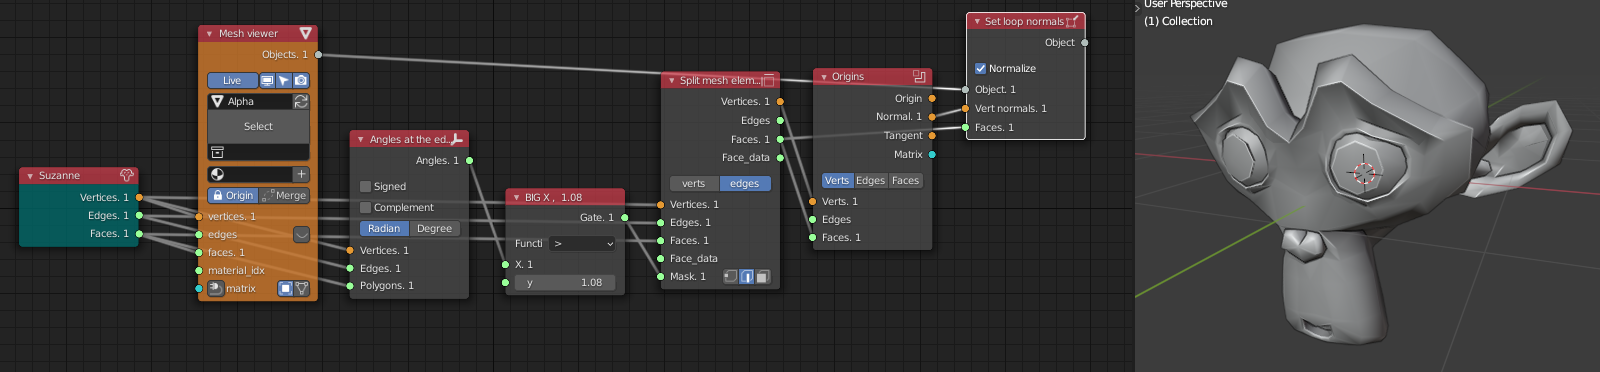 Suzanne
Vertices. 1
Edges. 1
Faces. 1
Mesh viewer
Objects. 1
Live
Alpha
Select
+
Origin
Merge
vertices. 1
edges
faces. 1
material_idx
matrix
Angles at the ed...
Angles. 1
Signed
Complement
Radian
Degree
Vertices. 1
Edges. 1
Polygons. 1
BIG X , 1.08
Gate. 1
Functi >
X. 1
y 1.08
Split mesh elem...
Vertices. 1
Edges
Faces. 1
Face_data
verts
edges
Vertices. 1
Edges. 1
Faces. 1
Face_data
Mask. 1
Origins
Origin
Normal. 1
Tangent
Matrix
Verts
Edges
Faces
Verts. 1
Edges
Faces. 1
Set loop normals
Object
Normalize
Object. 1
Vert normals. 1
Faces. 1
User Perspective
(1) Collection